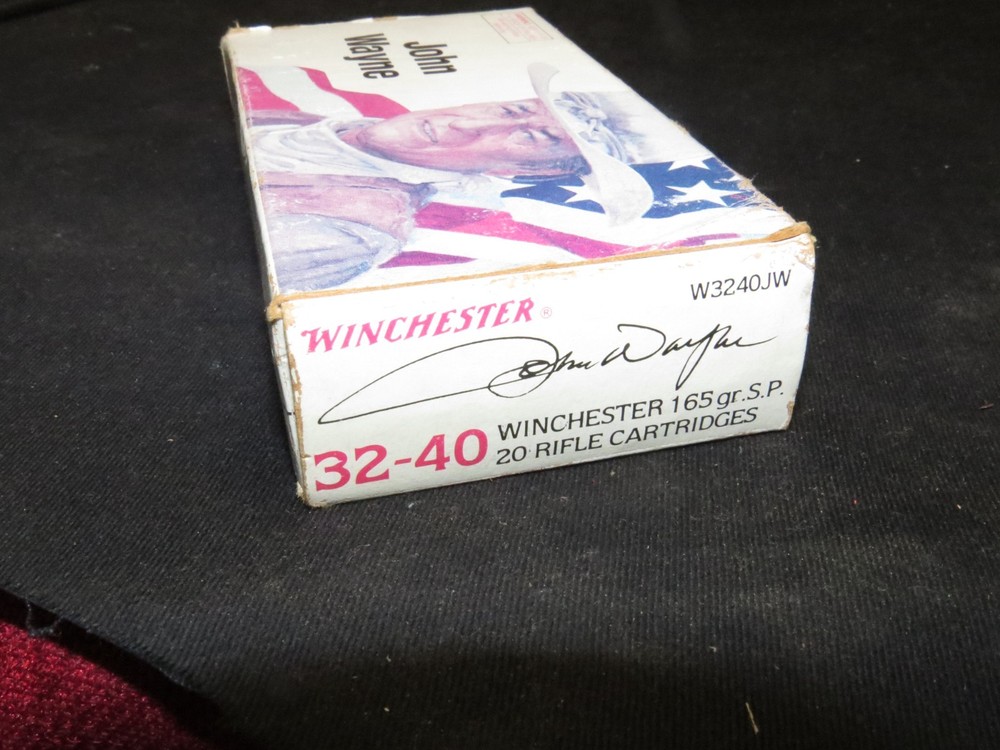 John
Wayne
WINCHESTER®
W3240JW
John Wayne
32-40
WINCHESTER 165 gr. S.P.
20 RIFLE CARTRIDGES